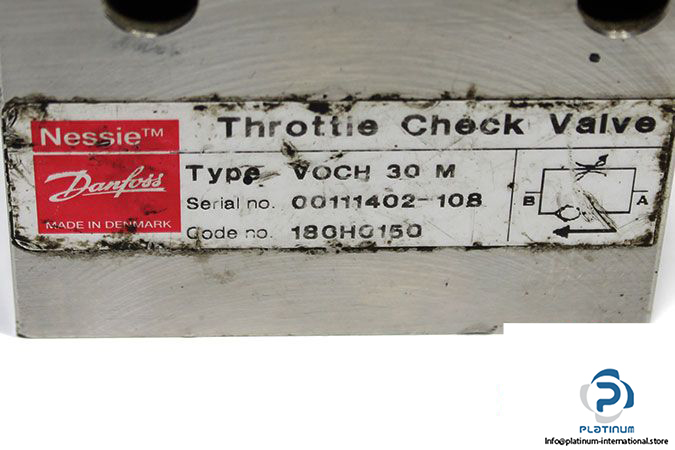 Nessie™ Throttle Check Valve
Danfoss
MADE IN DENMARK
Type VOCH 30 M
Serial no. 00111402-108
Code no. 180H0150
B A
P
PLATINUM
Info@platinum-international.store